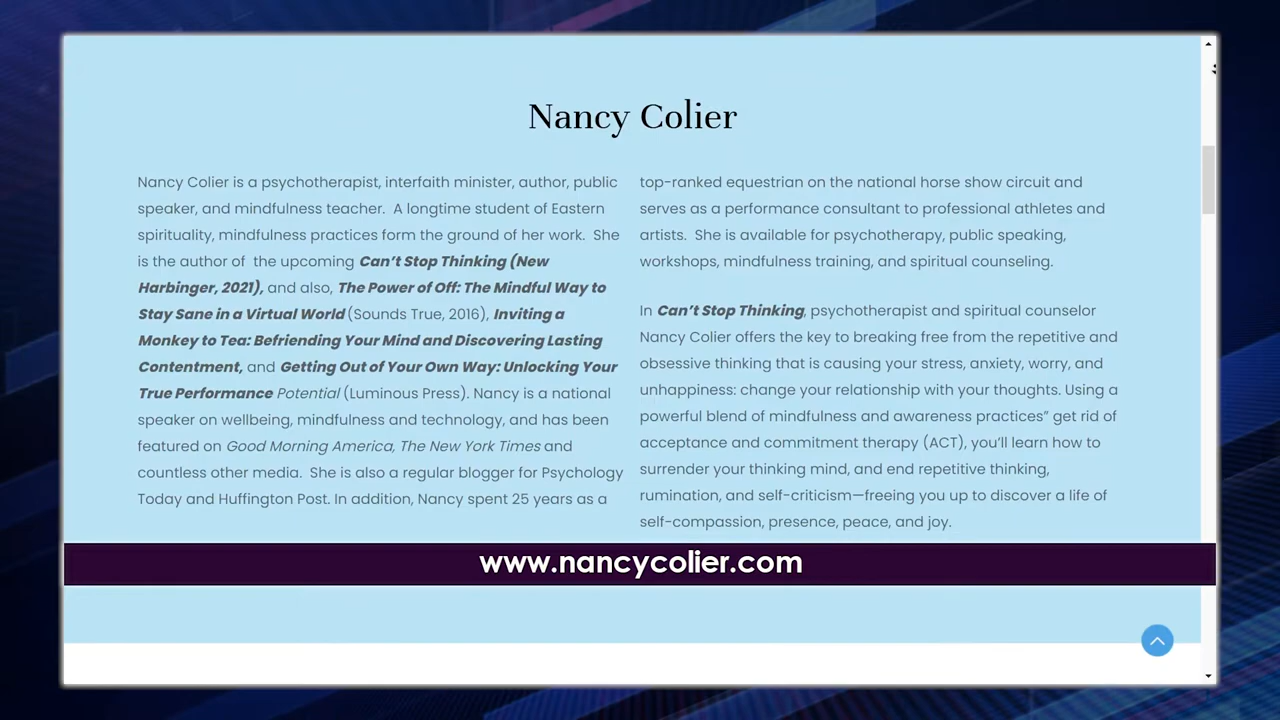 Nancy Colier
Nancy Colier is a psychotherapist, interfaith minister, author, public
speaker, and mindfulness teacher.  A longtime student of Eastern
spirituality, mindfulness practices form the ground of her work.  She
is the author of  the upcoming Can't Stop Thinking (New
Harbinger, 2021), and also, The Power of Off: The Mindful Way to
Stay Sane in a Virtual World (Sounds True, 2016), Inviting a
Monkey to Tea: Befriending Your Mind and Discovering Lasting
Contentment, and Getting Out of Your Own Way: Unlocking Your
True Performance Potential (Luminous Press). Nancy is a national
speaker on wellbeing, mindfulness and technology, and has been
featured on Good Morning America, The New York Times and
countless other media.  She is also a regular blogger for Psychology
Today and Huffington Post. In addition, Nancy spent 25 years as a
top-ranked equestrian on the national horse show circuit and
serves as a performance consultant to professional athletes and
artists.  She is available for psychotherapy, public speaking,
workshops, mindfulness training, and spiritual counseling.
In Can't Stop Thinking, psychotherapist and spiritual counselor
Nancy Colier offers the key to breaking free from the repetitive and
obsessive thinking that is causing your stress, anxiety, worry, and
unhappiness: change your relationship with your thoughts. Using a
powerful blend of mindfulness and awareness practices” get rid of
acceptance and commitment therapy (ACT), you'll learn how to
surrender your thinking mind, and end repetitive thinking,
rumination, and self-criticism—freeing you up to discover a life of
self-compassion, presence, peace, and joy.
www.nancycolier.com